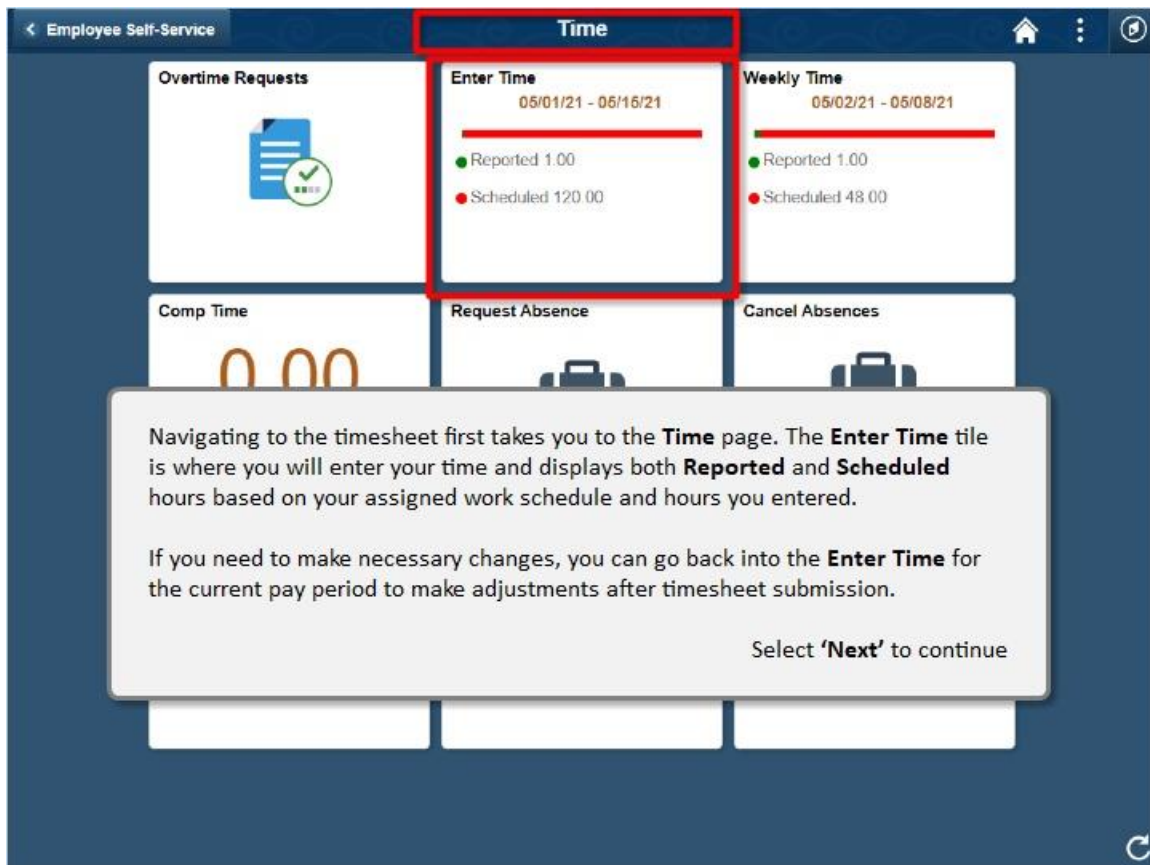 Employee Self-Service
Time
Overtime Requests
Enter Time
05/01/21 - 05/15/21
Reported 1.00
Scheduled 120.00
Weekly Time
05/02/21 - 05/08/21
Reported 1.00
Scheduled 48.00
Comp Time
0.00
Request Absence
Cancel Absences
Navigating to the timesheet first takes you to the Time page. The Enter Time tile
is where you will enter your time and displays both Reported and Scheduled
hours based on your assigned work schedule and hours you entered.
If you need to make necessary changes, you can go back into the Enter Time for
the current pay period to make adjustments after timesheet submission.
Select ‘Next’ to continue